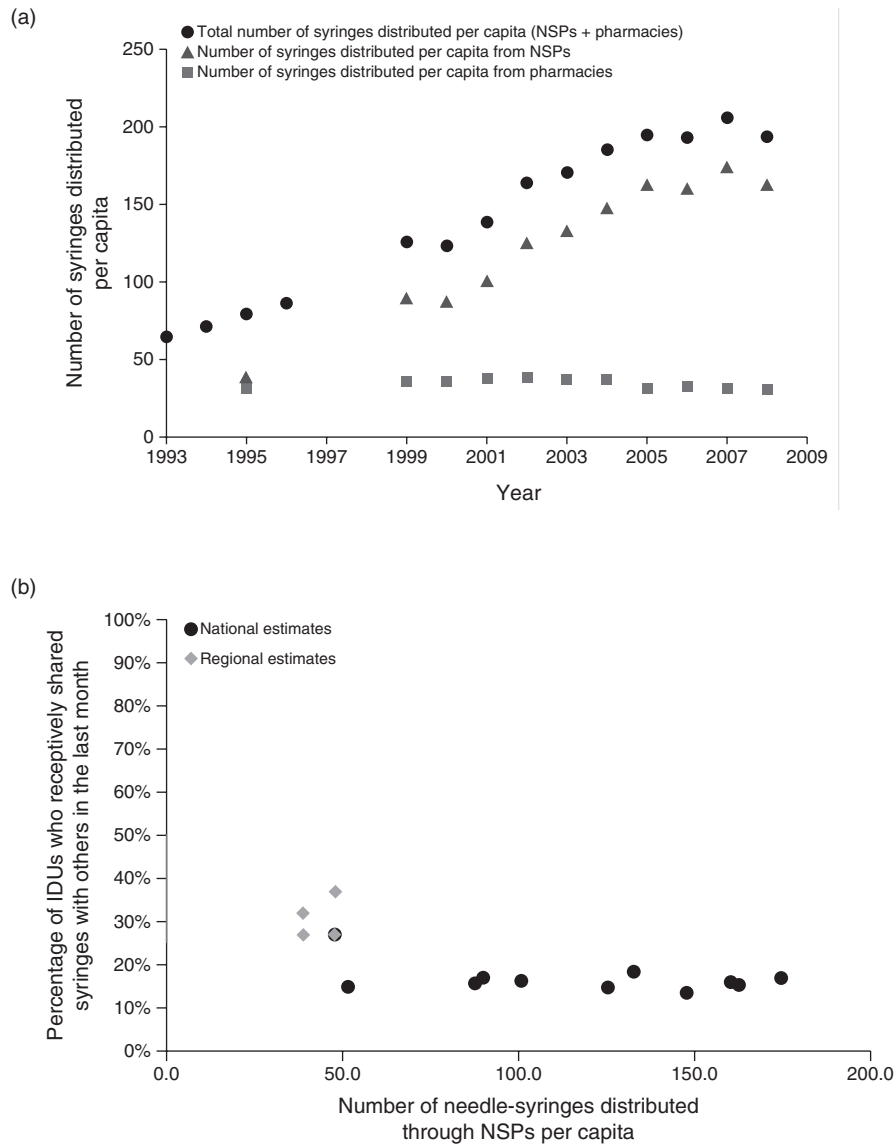 (a)
Total number of syringes distributed per capita (NSPs + pharmacies)
Number of syringes distributed per capita from NSPs
Number of syringes distributed per capita from pharmacies
250
200
150
100
50
0
Number of syringes distributed
per capita
1993 1995 1997 1999 2001 2003 2005 2007 2009
Year
(b)
National estimates
Regional estimates
100%
90%
80%
70%
60%
50%
40%
30%
20%
10%
0%
Percentage of IDUs who receptively shared
syringes with others in the last month
0.0 50.0 100.0 150.0 200.0
Number of needle-syringes distributed
through NSPs per capita